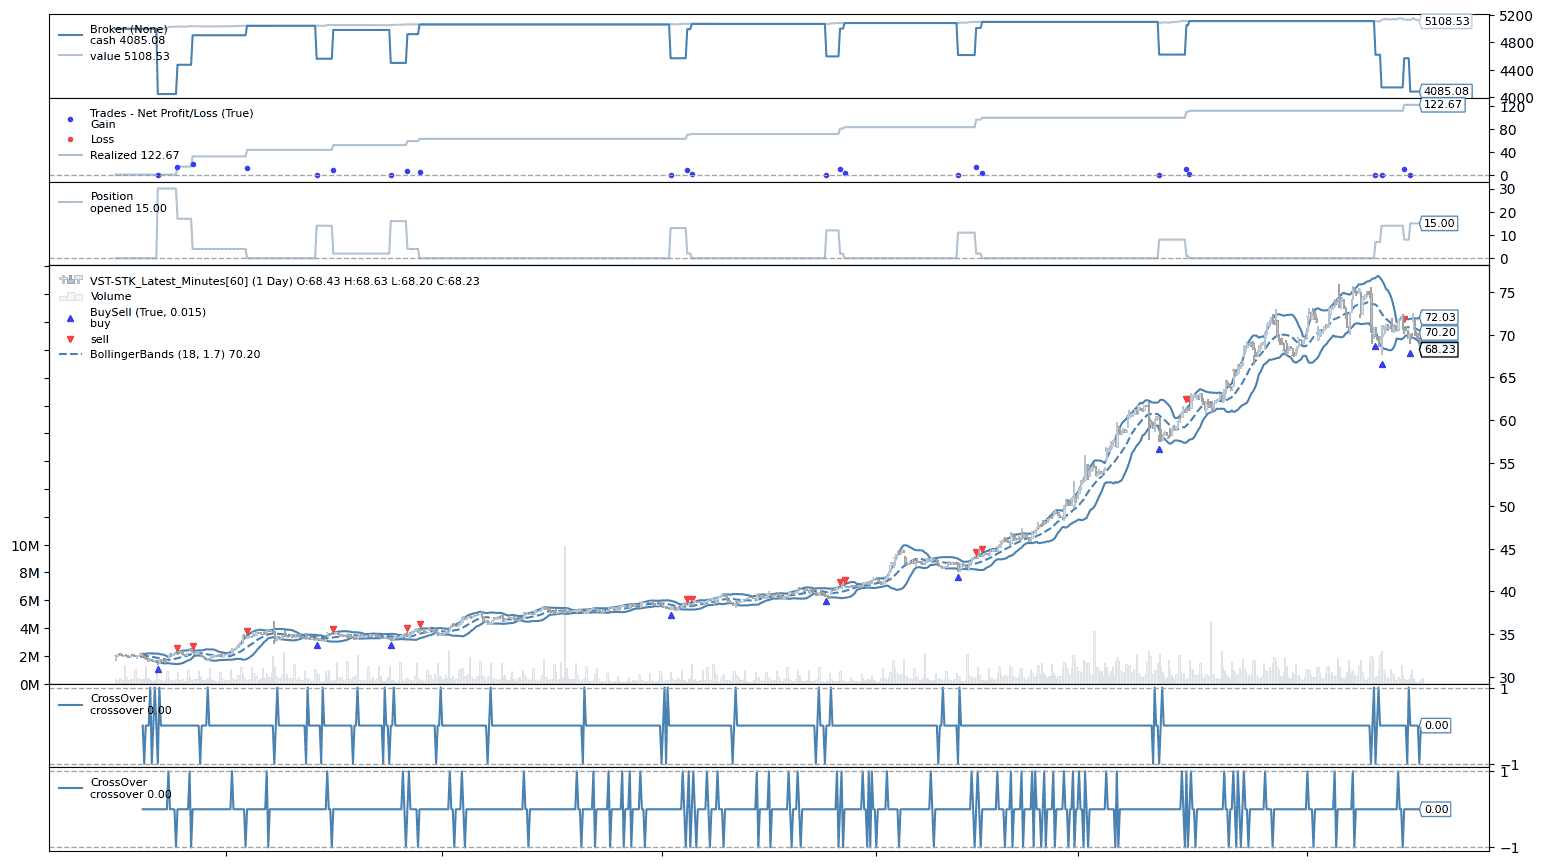 Broker (None)
cash 4085.08
value 5108.53
5200
5108.53
4800
4400
4085.08
4000
Trades - Net Profit/Loss (True)
Gain
Loss
Realized 122.67
122.67
120
80
40
0
Position
opened 15.00
30
20
15.00
10
0
VST-STK_Latest_Minutes[60] (1 Day) O:68.43 H:68.63 L:68.20 C:68.23
Volume
BuySell (True, 0.015)
buy
sell
BollingerBands (18, 1.7) 70.20
75
72.03
70.20
70
68.23
65
60
55
50
45
40
35
30
10M
8M
6M
4M
2M
0M
CrossOver
crossover 0.00
1
0.00
−1
CrossOver
crossover 0.00
1
0.00
−1